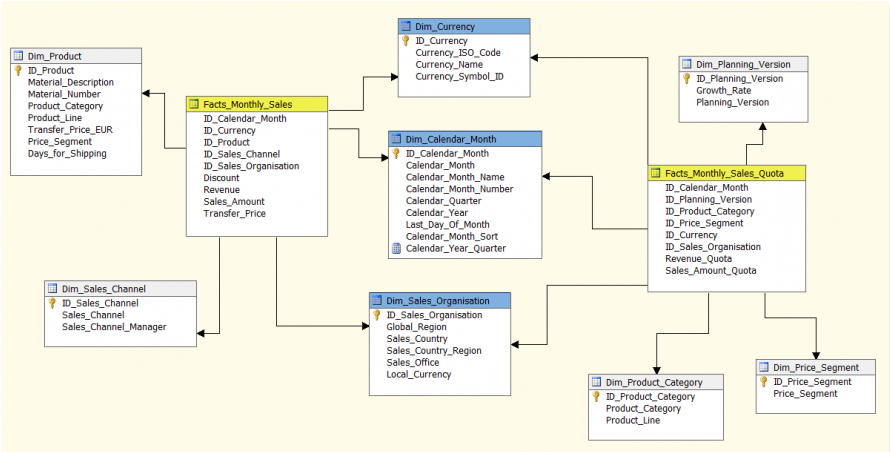 Dim_Product
ID_Product
Material_Description
Material_Number
Product_Category
Product_Line
Transfer_Price_EUR
Price_Segment
Days_for_Shipping
Facts_Monthly_Sales
ID_Calendar_Month
ID_Currency
ID_Product
ID_Sales_Channel
ID_Sales_Organisation
Discount
Revenue
Sales_Amount
Transfer_Price
Dim_Currency
ID_Currency
Currency_ISO_Code
Currency_Name
Currency_Symbol_ID
Dim_Calendar_Month
ID_Calendar_Month
Calendar_Month
Calendar_Month_Name
Calendar_Month_Number
Calendar_Quarter
Calendar_Year
Last_Day_Of_Month
Calendar_Month_Sort
Calendar_Year_Quarter
Dim_Planning_Version
ID_Planning_Version
Growth_Rate
Planning_Version
Facts_Monthly_Sales_Quota
ID_Calendar_Month
ID_Planning_Version
ID_Product_Category
ID_Price_Segment
ID_Currency
ID_Sales_Organisation
Revenue_Quota
Sales_Amount_Quota
Dim_Sales_Channel
ID_Sales_Channel
Sales_Channel
Sales_Channel_Manager
Dim_Sales_Organisation
ID_Sales_Organisation
Global_Region
Sales_Country
Sales_Country_Region
Sales_Office
Local_Currency
Dim_Product_Category
ID_Product_Category
Product_Category
Product_Line
Dim_Price_Segment
ID_Price_Segment
Price_Segment